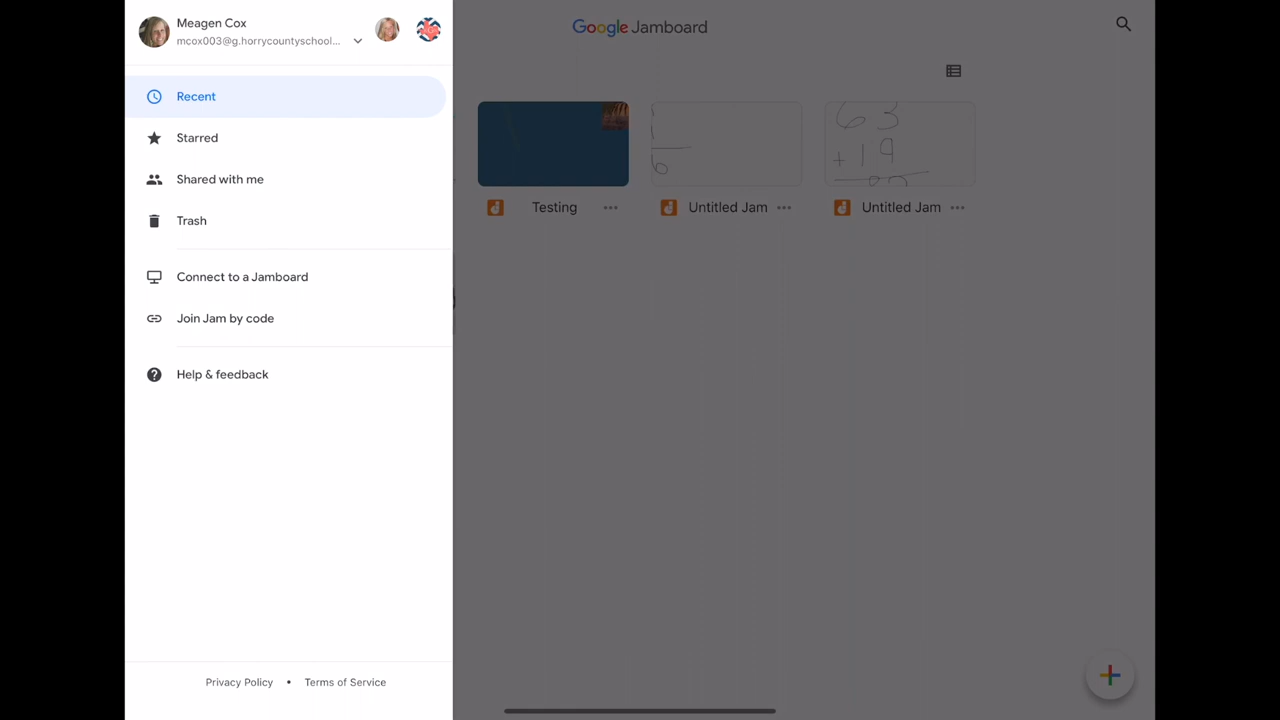 Meagen Cox
mcox003@g.horrycountyschool...
Recent
Starred
Shared with me
Trash
Connect to a Jamboard
Join Jam by code
Help & feedback
Privacy Policy • Terms of Service
Google Jamboard
6
63
+ 19
Testing
Untitled Jam
Untitled Jam